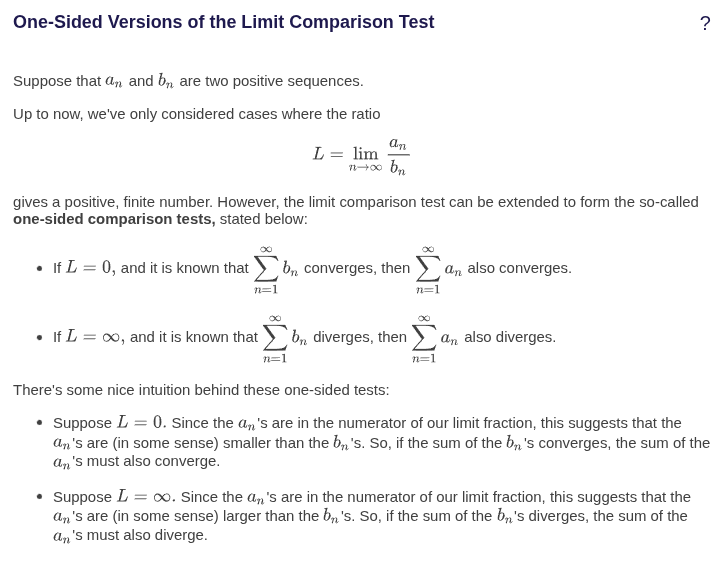 One-Sided Versions of the Limit Comparison Test ?
Suppose that aₙ and bₙ are two positive sequences.
Up to now, we've only considered cases where the ratio
L = lim_{n→∞} aₙ/bₙ
gives a positive, finite number. However, the limit comparison test can be extended to form the so-called
one-sided comparison tests, stated below:
• If L = 0, and it is known that ∑_{n=1}^{∞} bₙ converges, then ∑_{n=1}^{∞} aₙ also converges.
• If L = ∞, and it is known that ∑_{n=1}^{∞} bₙ diverges, then ∑_{n=1}^{∞} aₙ also diverges.
There's some nice intuition behind these one-sided tests:
• Suppose L = 0. Since the aₙ's are in the numerator of our limit fraction, this suggests that the
aₙ's are (in some sense) smaller than the bₙ's. So, if the sum of the bₙ's converges, the sum of the
aₙ's must also converge.
• Suppose L = ∞. Since the aₙ's are in the numerator of our limit fraction, this suggests that the
aₙ's are (in some sense) larger than the bₙ's. So, if the sum of the bₙ's diverges, the sum of the
aₙ's must also diverge.